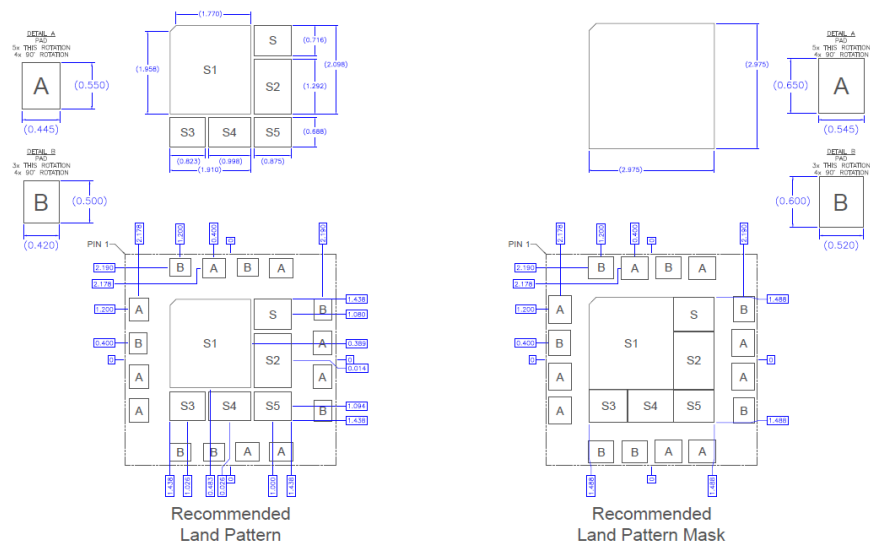 DETAIL A
PAD
5x THIS ROTATION
4x 90° ROTATION
A
(0.550)
(0.445)
DETAIL B
PAD
3x THIS ROTATION
4x 90° ROTATION
B
(0.500)
(0.420)
(1.770)
(1.958)
S1
S
(0.716)
(2.098)
S2
(1.292)
S3
S4
S5
(0.688)
(0.823)
(0.998)
(0.875)
(1.910)
(2.975)
(2.975)
DETAIL A
PAD
5x THIS ROTATION
4x 90° ROTATION
A
(0.650)
(0.545)
DETAIL B
PAD
3x THIS ROTATION
4x 90° ROTATION
B
(0.600)
(0.520)
PIN 1
2.178
1.200
0.400
0
2.190
2.190
2.178
B
A
B
A
1.200
A
0.400
B
0
A
A
S1
S
S2
S3
S4
S5
B
A
A
B
1.438
1.080
0.389
0
0.014
1.094
1.438
B
B
A
A
0
1.438
1.026
0.483
0.026
1.000
1.438
Recommended
Land Pattern
PIN 1
2.178
1.200
0.400
0
2.190
2.190
2.178
B
A
B
A
1.200
A
0.400
B
0
A
A
S1
S
S2
S3
S4
S5
B
A
A
B
1.488
0
1.488
B
B
A
A
0
1.488
1.488
Recommended
Land Pattern Mask